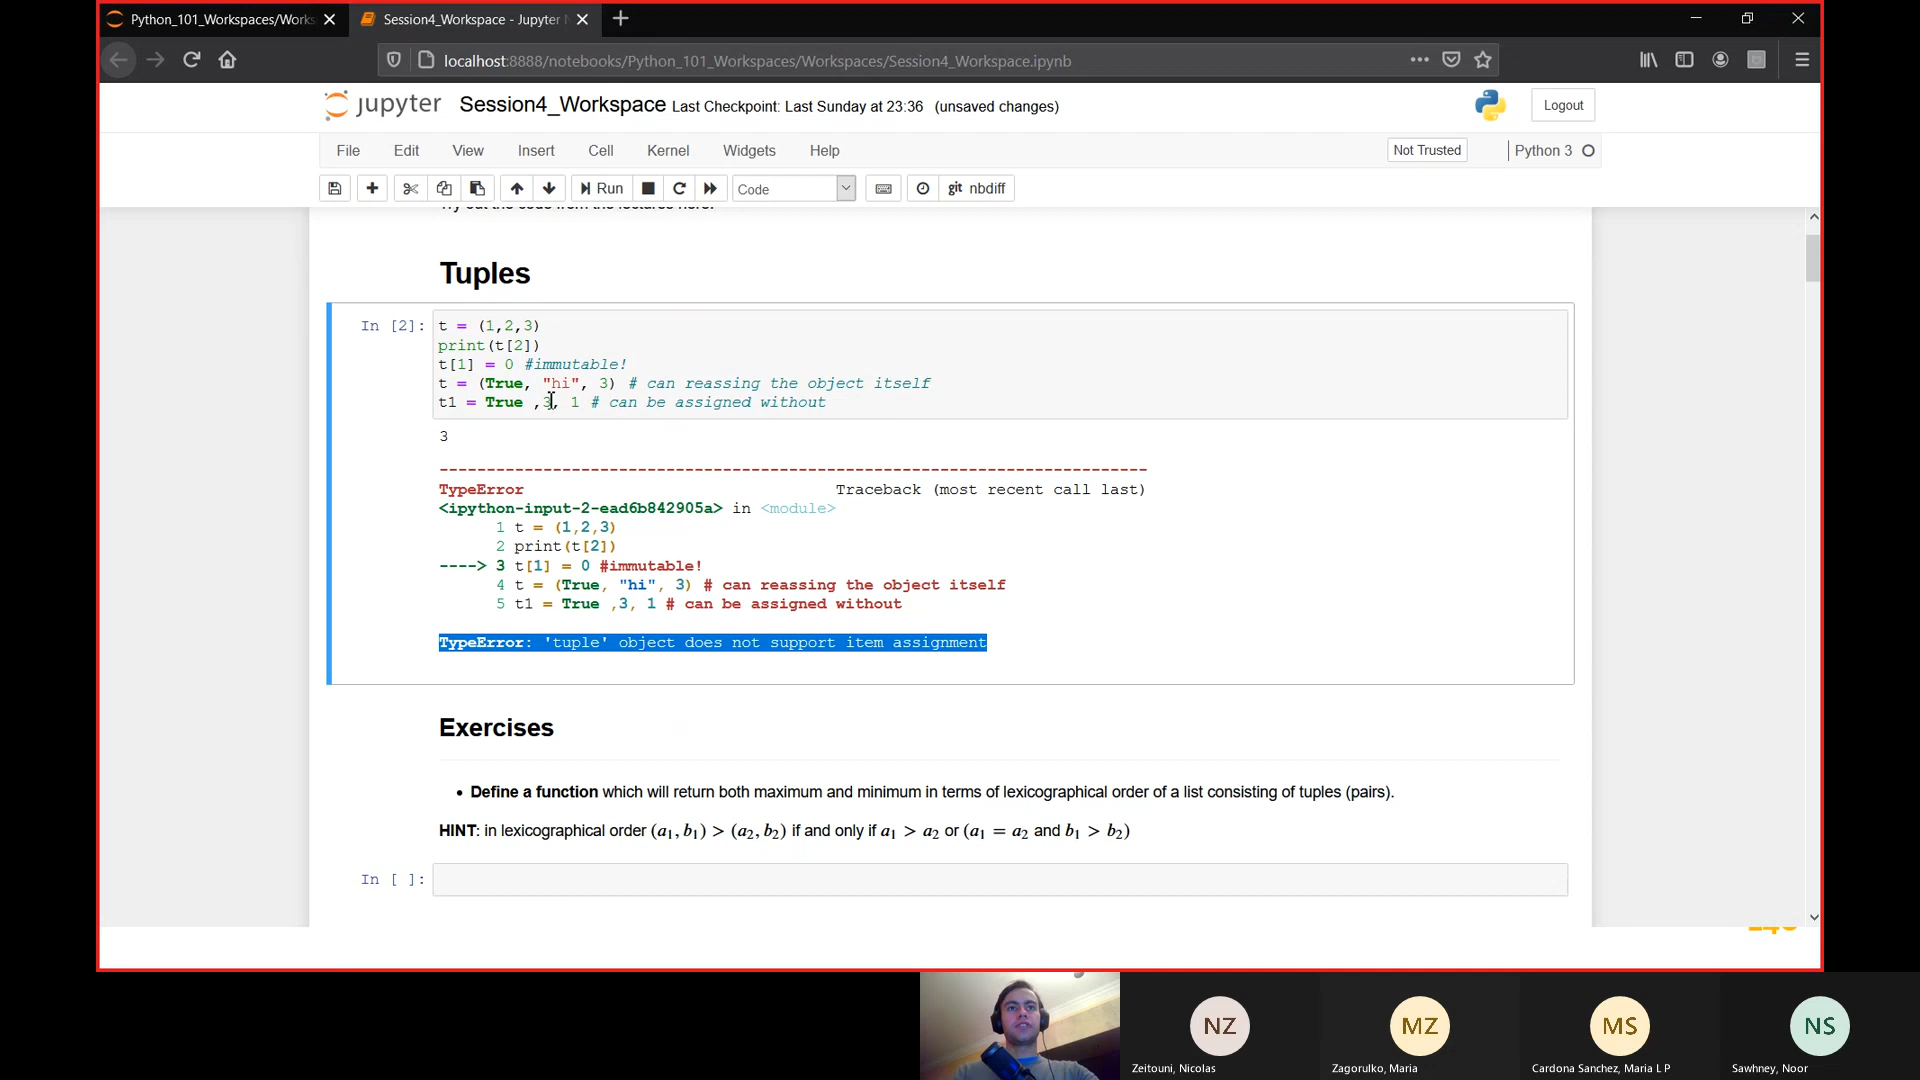 Python_101_Workspaces/Works
Session4_Workspace - Jupyter N
localhost:8888/notebooks/Python_101_Workspaces/Workspaces/Session4_Workspace.ipynb
jupyter Session4_Workspace Last Checkpoint: Last Sunday at 23:36 (unsaved changes)
Logout
File Edit View Insert Cell Kernel Widgets Help
Not Trusted
Python 3
Run
Code
git nbdiff
Try out the code from the lectures here.
Tuples
In [2]:
t = (1,2,3)
print(t[2])
t[1] = 0 #immutable!
t = (True, "hi", 3) # can reassing the object itself
t1 = True ,3, 1 # can be assigned without
3
---------------------------------------------------------------------------
TypeError Traceback (most recent call last)
<ipython-input-2-ead6b842905a> in <module>
1 t = (1,2,3)
2 print(t[2])
----> 3 t[1] = 0 #immutable!
4 t = (True, "hi", 3) # can reassing the object itself
5 t1 = True ,3, 1 # can be assigned without
TypeError: 'tuple' object does not support item assignment
Exercises
• Define a function which will return both maximum and minimum in terms of lexicographical order of a list consisting of tuples (pairs).
HINT: in lexicographical order (a₁, b₁) > (a₂, b₂) if and only if a₁ > a₂ or (a₁ = a₂ and b₁ > b₂)
In [ ]:
NZ
Zeitouni, Nicolas
MZ
Zagorulko, Maria
MS
Cardona Sanchez, Maria L P
NS
Sawhney, Noor